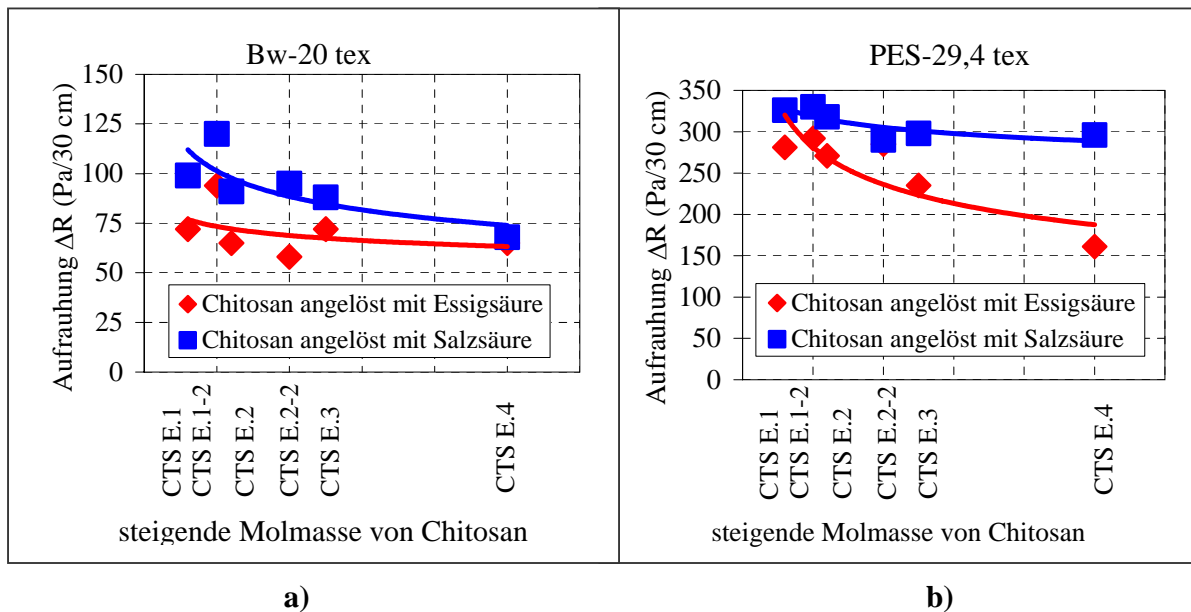 Bw-20 tex
Aufrauhung ΔR (Pa/30 cm)
150
125
100
75
50
25
0
Chitosan angelöst mit Essigsäure
Chitosan angelöst mit Salzsäure
CTS E.1
CTS E.1-2
CTS E.2
CTS E.2-2
CTS E.3
CTS E.4
steigende Molmasse von Chitosan
a)
PES-29,4 tex
Aufrauhung ΔR (Pa/30 cm)
350
300
250
200
150
100
50
0
Chitosan angelöst mit Essigsäure
Chitosan angelöst mit Salzsäure
CTS E.1
CTS E.1-2
CTS E.2
CTS E.2-2
CTS E.3
CTS E.4
steigende Molmasse von Chitosan
b)